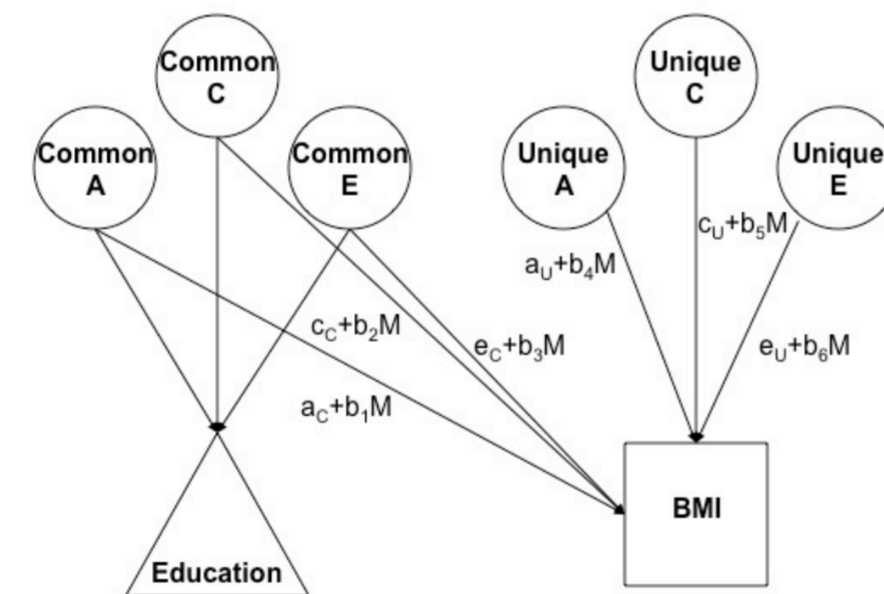 Common
C
Unique
C
Common
A
Common
E
Unique
A
Unique
E
c_U+b_5M
a_U+b_4M
c_C+b_2M
e_C+b_3M
e_U+b_6M
a_C+b_1M
BMI
Education